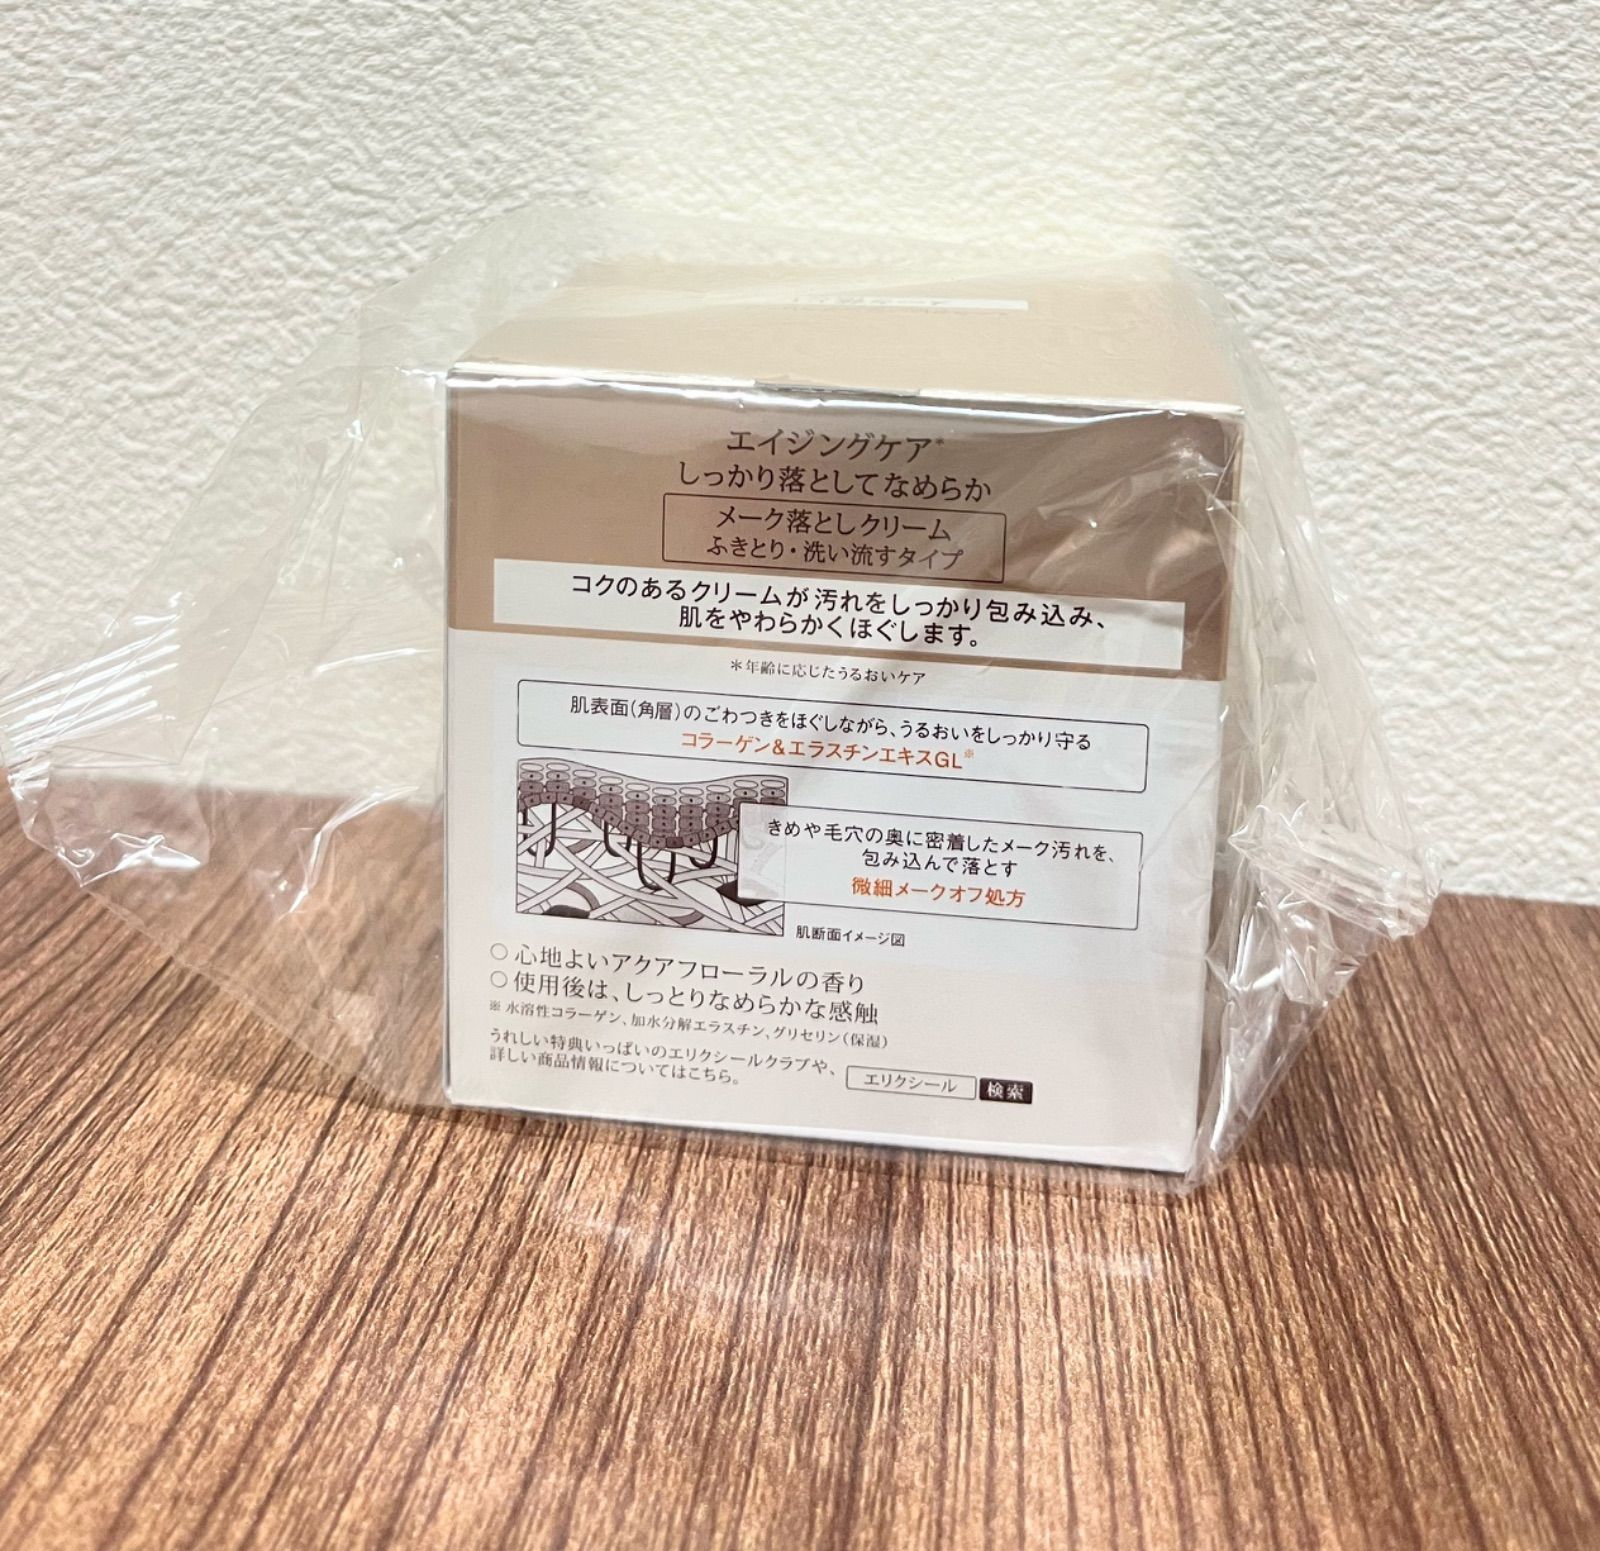 エイジングケア*
しっかり落としてなめらか
メーク落としクリーム
ふきとり・洗い流すタイプ
コクのあるクリームが汚れをしっかり包み込み、
肌をやわらかくほぐします。
*年齢に応じたうるおいケア
肌表面(角層)のごわつきをほぐしながら、うるおいをしっかり守る
コラーゲン&エラスチンエキスGL※
きめや毛穴の奥に密着したメーク汚れを、
包み込んで落とす
微細メークオフ処方
肌断面イメージ図
○心地よいアクアフローラルの香り
○使用後は、しっとりなめらかな感触
※水溶性コラーゲン、加水分解エラスチン、グリセリン(保湿)
うれしい特典いっぱいのエリクシールクラブや、
詳しい商品情報についてはこちら。
エリクシール 検索